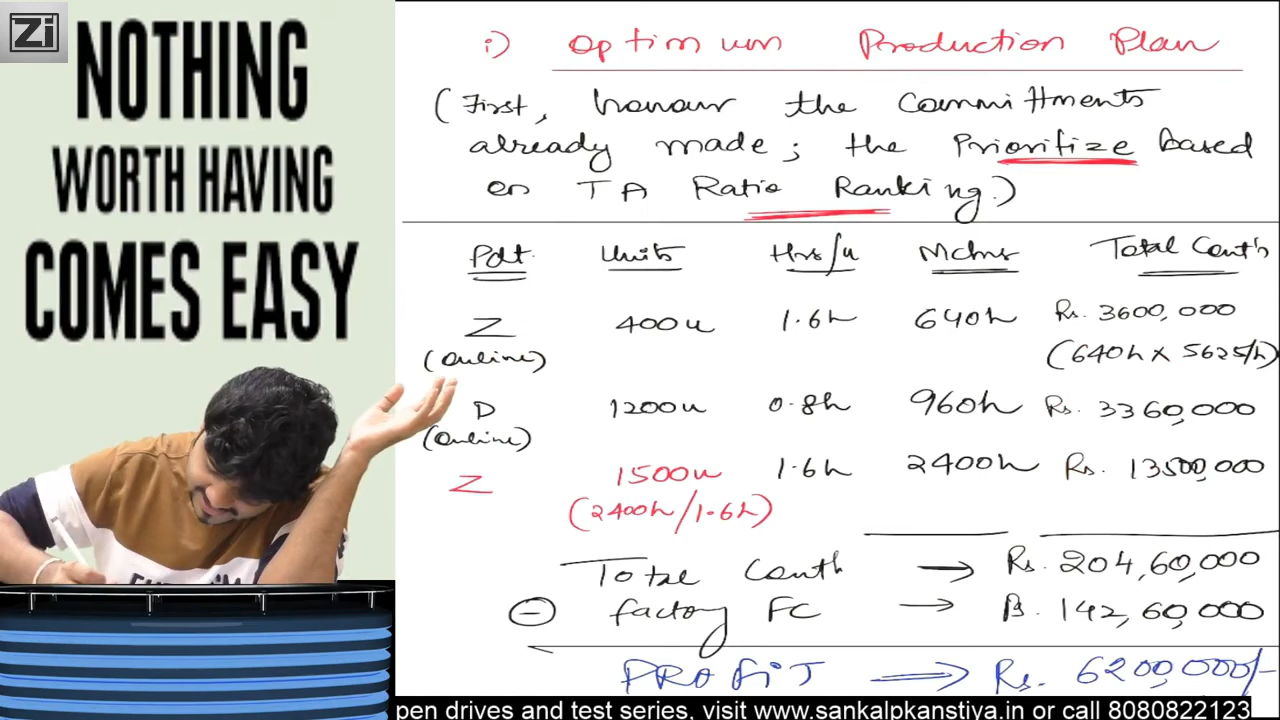 Zi
NOTHING
WORTH HAVING
COMES EASY
i) Optimum Production Plan
(First, honour the Commitments
already made; the Prioritize based
on TA Ratio Ranking.)
Pdt. Units Hrs/u Mchrs Total Contb
Z 400u 1.6h 640h Rs. 3600,000
(Online) (640h x 5625/h)
D 1200u 0.8h 960h Rs. 3360,000
(Online)
Z 1500u 1.6h 2400h Rs. 13500,000
(2400h/1.6h)
Total Contb → Rs. 204,60,000
(-) factory FC → Rs. 142,60,000
PROFIT → Rs. 6200,000/-
pen drives and test series, visit www.sankalpkanstiya.in or call 8080822123